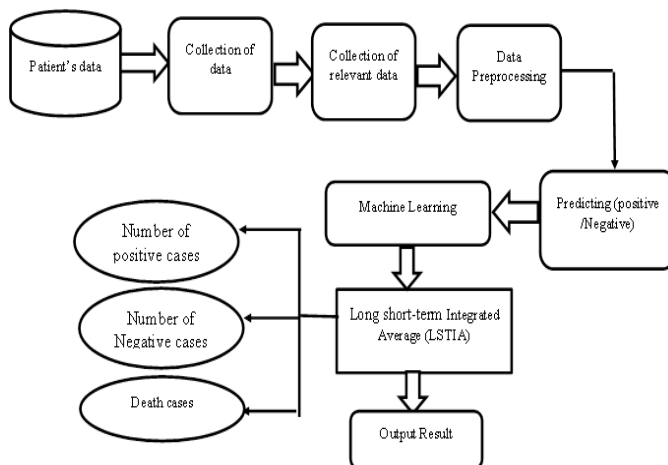 Patient's data
Collection of
data
Collection of
relevant data
Data
Preprocessing
Predicting (positive
/Negative)
Machine Learning
Long short-term Integrated
Average (LSTIA)
Number of
positive cases
Number of
Negative cases
Death cases
Output Result